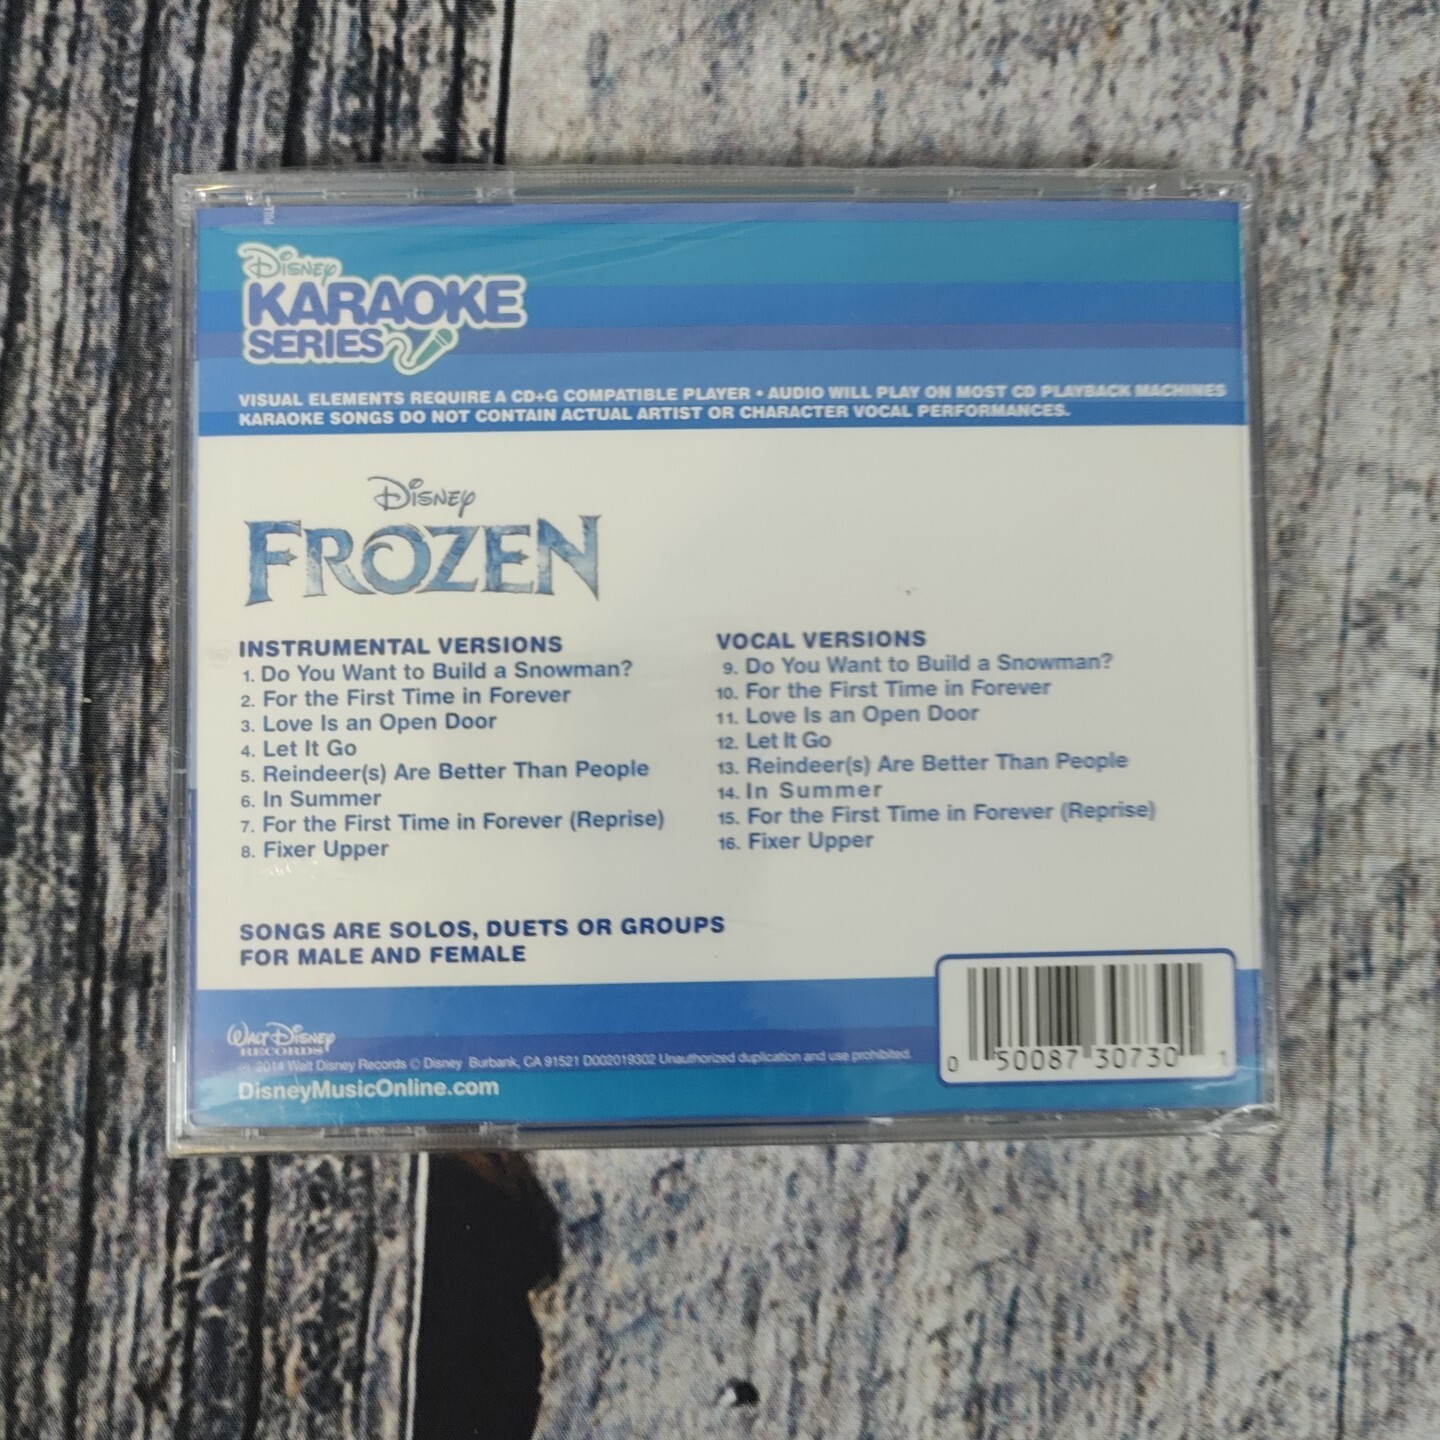 PULL
Disney
KARAOKE
SERIES
VISUAL ELEMENTS REQUIRE A CD+G COMPATIBLE PLAYER • AUDIO WILL PLAY ON MOST CD PLAYBACK MACHINES
KARAOKE SONGS DO NOT CONTAIN ACTUAL ARTIST OR CHARACTER VOCAL PERFORMANCES.
Disney
FROZEN
INSTRUMENTAL VERSIONS
1. Do You Want to Build a Snowman?
2. For the First Time in Forever
3. Love Is an Open Door
4. Let It Go
5. Reindeer(s) Are Better Than People
6. In Summer
7. For the First Time in Forever (Reprise)
8. Fixer Upper
VOCAL VERSIONS
9. Do You Want to Build a Snowman?
10. For the First Time in Forever
11. Love Is an Open Door
12. Let It Go
13. Reindeer(s) Are Better Than People
14. In Summer
15. For the First Time in Forever (Reprise)
16. Fixer Upper
SONGS ARE SOLOS, DUETS OR GROUPS
FOR MALE AND FEMALE
WALT DISNEY
RECORDS
℗ 2014 Walt Disney Records © Disney Burbank, CA 91521 D002019302 Unauthorized duplication and use prohibited.
DisneyMusicOnline.com
0 50087 30730 1